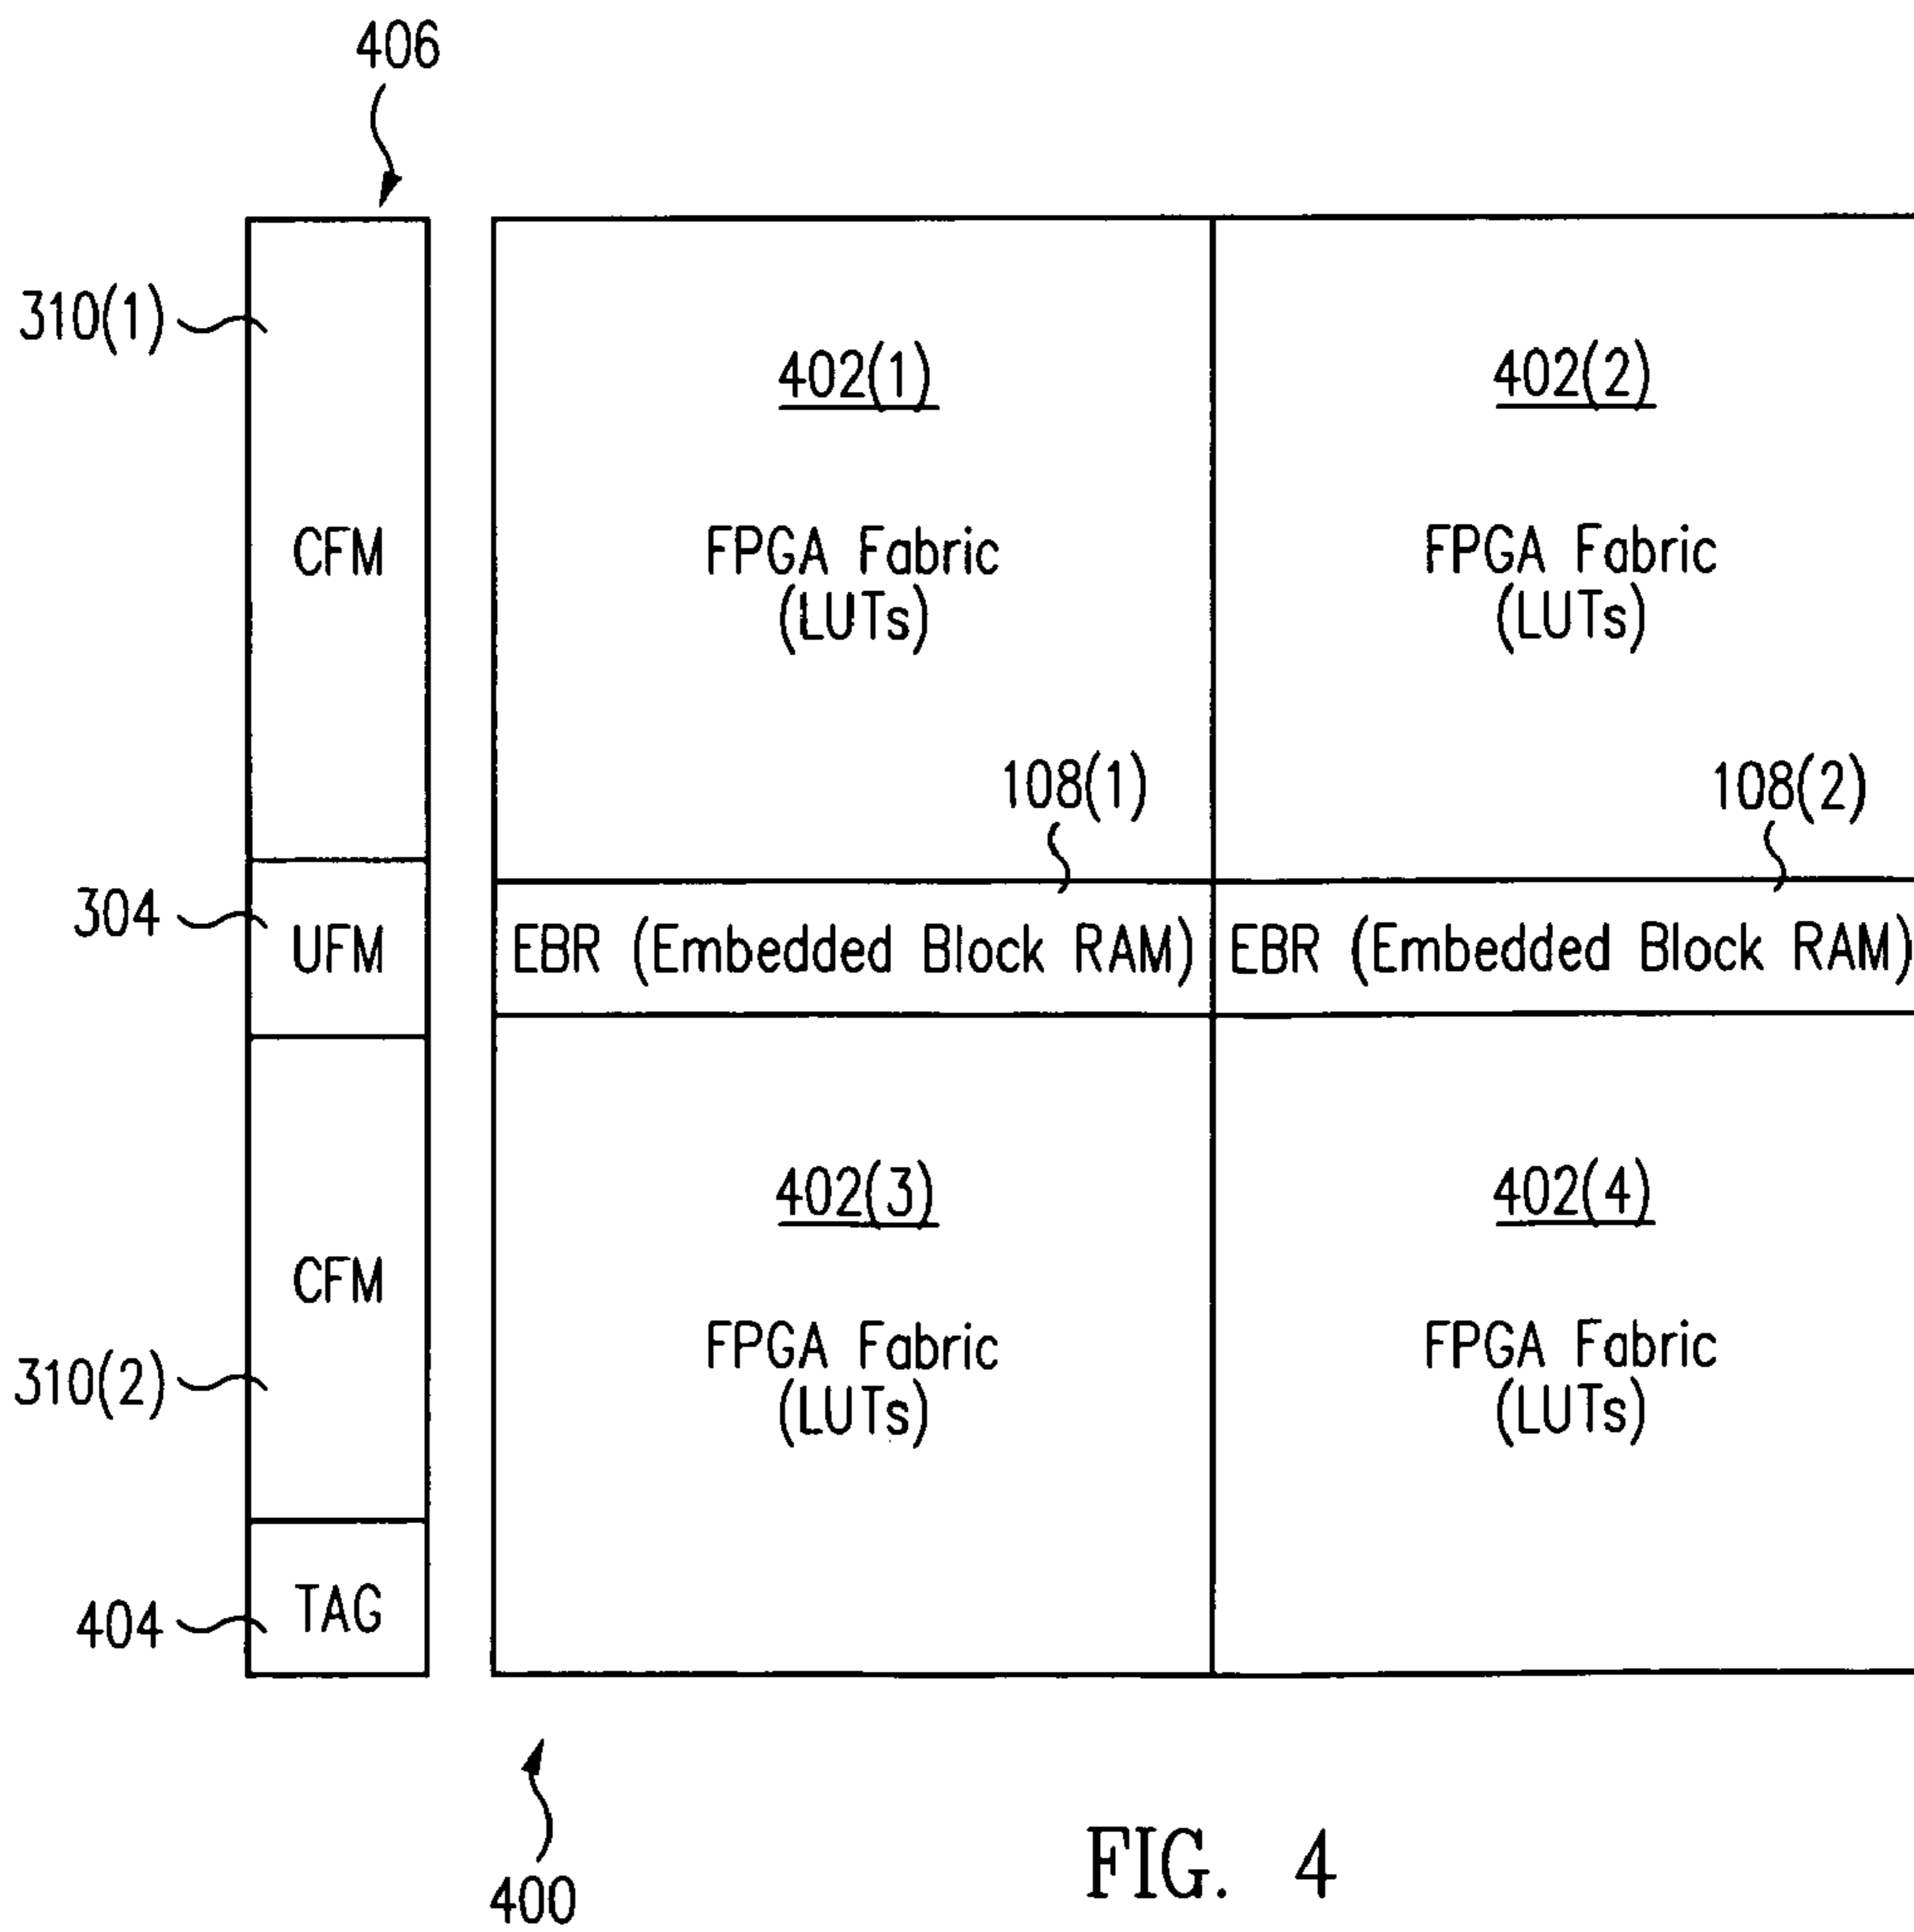 406
310(1)
402(1)
402(2)
CFM
FPGA Fabric
(LUTs)
FPGA Fabric
(LUTs)
108(1)
108(2)
304
UFM
EBR (Embedded Block RAM)
EBR (Embedded Block RAM)
402(3)
402(4)
CFM
310(2)
FPGA Fabric
(LUTs)
FPGA Fabric
(LUTs)
404
TAG
400
FIG. 4